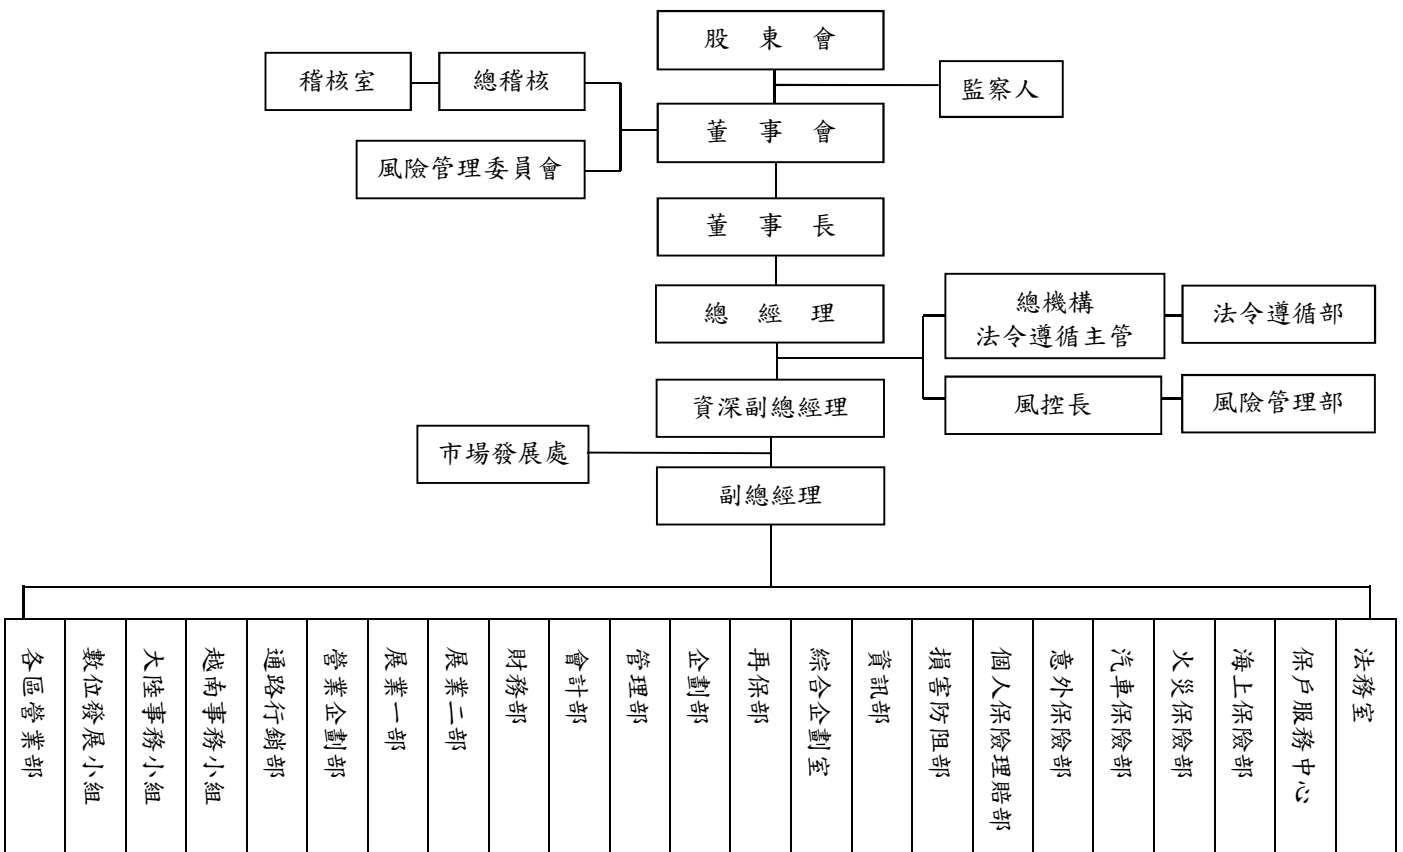 股東會
稽核室
總稽核
監察人
董事會
風險管理委員會
董事長
總經理
總機構
法令遵循主管
法令遵循部
資深副總經理
風控長
風險管理部
市場發展處
副總經理
各區營業部
數位發展小組
大陸事務小組
越南事務小組
通路行銷部
營業企劃部
展業一部
展業二部
財務部
會計部
管理部
企劃部
再保部
綜合企劃室
資訊部
損害防阻部
個人保險理賠部
意外保險部
汽車保險部
火災保險部
海上保險部
保戶服務中心
法務室